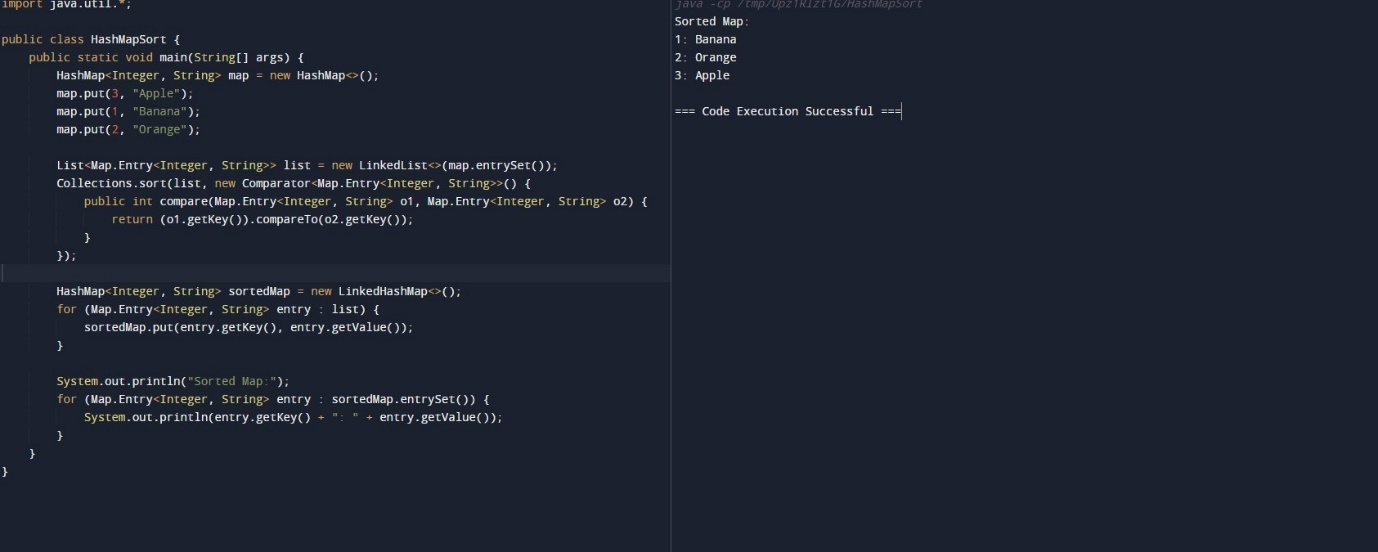 import java.util.*;
public class HashMapSort {
    public static void main(String[] args) {
        HashMap<Integer, String> map = new HashMap<>();
        map.put(3, "Apple");
        map.put(1, "Banana");
        map.put(2, "Orange");
        List<Map.Entry<Integer, String>> list = new LinkedList<>(map.entrySet());
        Collections.sort(list, new Comparator<Map.Entry<Integer, String>>() {
            public int compare(Map.Entry<Integer, String> o1, Map.Entry<Integer, String> o2) {
                return (o1.getKey()).compareTo(o2.getKey());
            }
        });
        HashMap<Integer, String> sortedMap = new LinkedHashMap<>();
        for (Map.Entry<Integer, String> entry : list) {
            sortedMap.put(entry.getKey(), entry.getValue());
        }
        System.out.println("Sorted Map:");
        for (Map.Entry<Integer, String> entry : sortedMap.entrySet()) {
            System.out.println(entry.getKey() + ": " + entry.getValue());
        }
    }
}
java -cp
Sorted Map:
1: Banana
2: Orange
3: Apple
=== Code Execution Successful ===